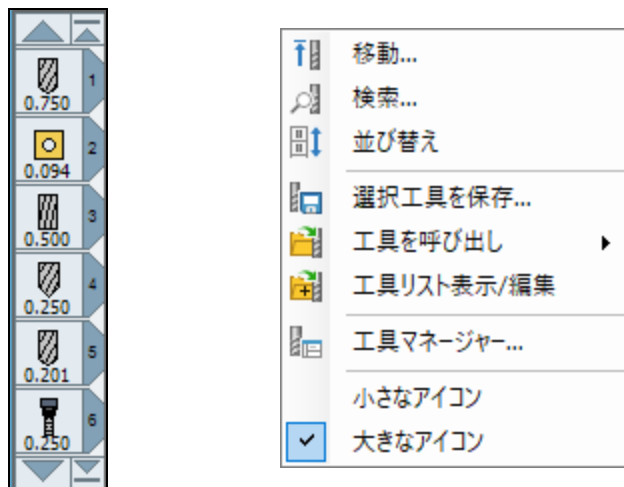 1
0.750
2
0.094
3
0.500
4
0.250
5
0.201
6
0.250
移動...
検索...
並び替え
選択工具を保存...
工具を呼び出し
工具リスト表示/編集
工具マネージャー...
小さなアイコン
大きなアイコン